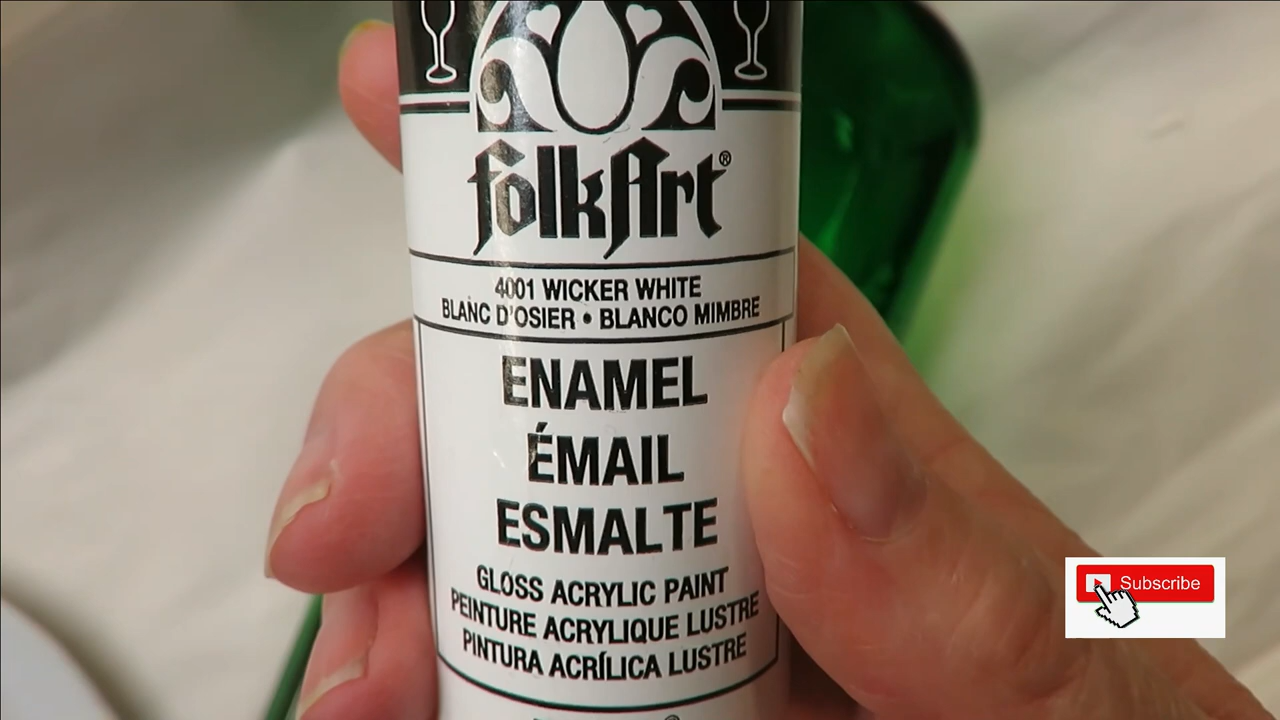 folkArt®
4001 WICKER WHITE
BLANC D'OSIER • BLANCO MIMBRE
ENAMEL
ÉMAIL
ESMALTE
GLOSS ACRYLIC PAINT
PEINTURE ACRYLIQUE LUSTRE
PINTURA ACRÍLICA LUSTRE
Subscribe